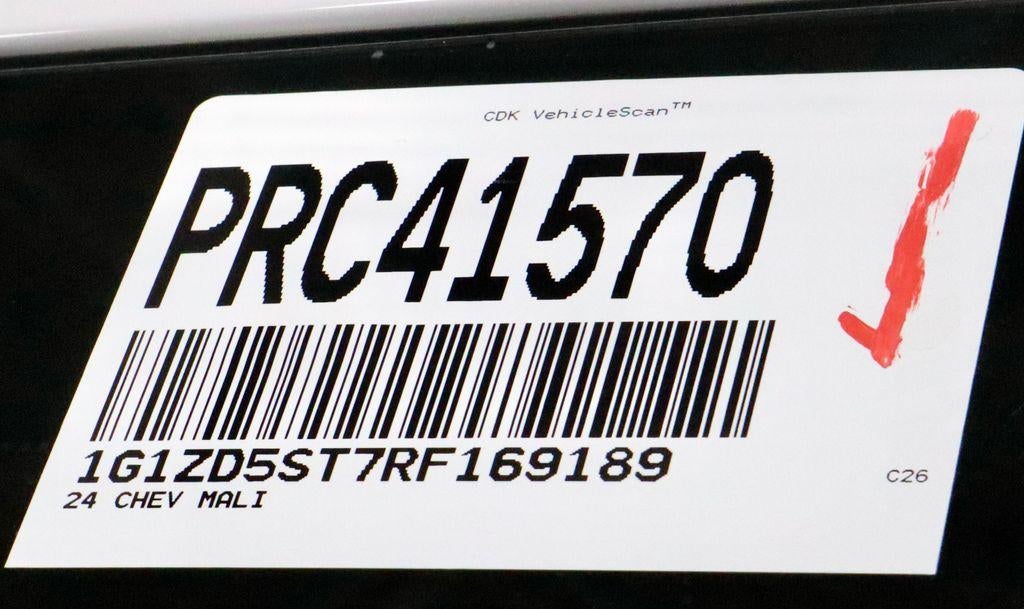 CDK VehicleScan™
PRC41570
1G1ZD5ST7RF169189
24 CHEV MALI
C26